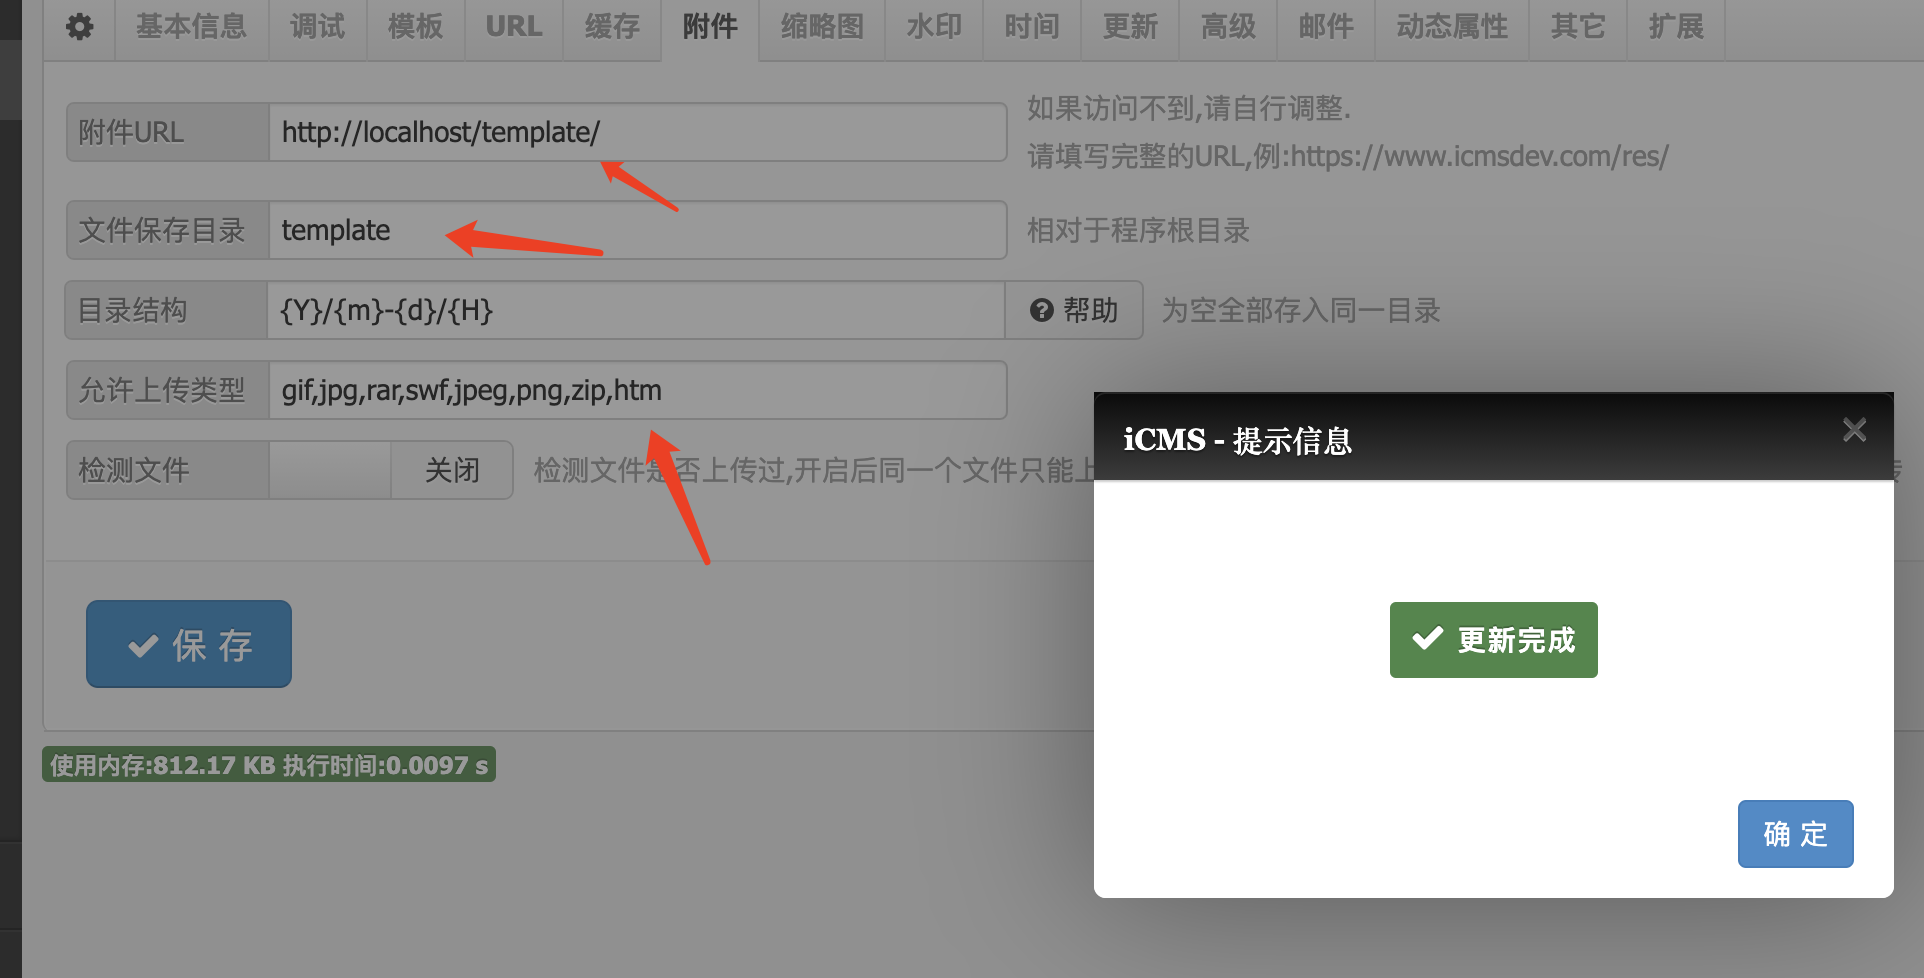 基本信息 调试 模板 URL 缓存 附件 缩略图 水印 时间 更新 高级 邮件 动态属性 其它 扩展
附件URL http://localhost/template/ 如果访问不到,请自行调整.
请填写完整的URL,例:https://www.icmsdev.com/res/
文件保存目录 template 相对于程序根目录
目录结构 {Y}/{m}-{d}/{H} 帮助 为空全部存入同一目录
允许上传类型 gif,jpg,rar,swf,jpeg,png,zip,htm
检测文件 关闭 检测文件是否上传过,开启后同一个文件只能上传
保 存
使用内存:812.17 KB 执行时间:0.0097 s
iCMS - 提示信息
更新完成
确 定